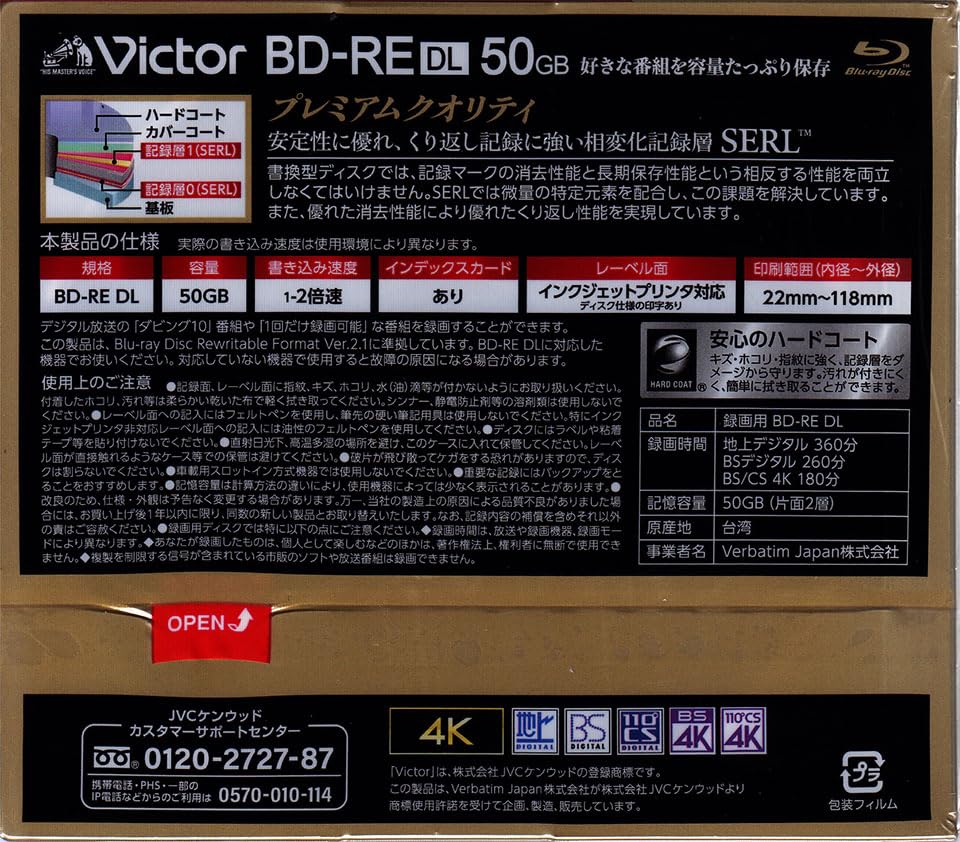 "HIS MASTER'S VOICE" Victor BD-RE DL 50GB 好きな番組を容量たっぷり保存 Blu-ray Disc
ハードコート
カバーコート
記録層1(SERL)
記録層0(SERL)
基板
プレミアムクオリティ
安定性に優れ、くり返し記録に強い相変化記録層 SERL™
書換型ディスクでは、記録マークの消去性能と長期保存性能という相反する性能を両立
しなくてはいけません。SERLでは微量の特定元素を配合し、この課題を解決しています。
また、優れた消去性能により優れたくり返し性能を実現しています。
本製品の仕様 実際の書き込み速度は使用環境により異なります。
規格 容量 書き込み速度 インデックスカード レーベル面 印刷範囲(内径〜外径)
BD-RE DL 50GB 1-2倍速 あり インクジェットプリンタ対応 22mm〜118mm
ディスク仕様の印字あり
デジタル放送の「ダビング10」番組や「1回だけ録画可能」な番組を録画することができます。
この製品は、Blu-ray Disc Rewritable Format Ver.2.1に準拠しています。BD-RE DLに対応した
機器でお使いください。対応していない機器で使用すると故障の原因になる場合があります。
使用上のご注意 ●記録面、レーベル面に指紋、キズ、ホコリ、水(油)滴等が付かないようにお取り扱いください。
付着したホコリ、汚れ等は柔らかい乾いた布で軽く拭き取ってください。シンナー、静電防止剤等の溶剤類は使用しないで
ください。●レーベル面への記入にはフェルトペンを使用し、筆先の硬い筆記用具は使用しないでください。特にインク
ジェットプリンタ非対応レーベル面への記入には油性のフェルトペンを使用してください。●ディスクにはラベルや粘着
テープ等を貼り付けないでください。●直射日光下、高温多湿の場所を避け、このケースに入れて保管してください。レーベ
ル面が直接触れるようなケース等での保管は避けてください。●破片が飛び散ってケガをする恐れがありますので、ディス
クは割らないでください。●車載用スロットイン方式機器では使用しないでください。●重要な記録にはバックアップをと
ることをおすすめします。●記憶容量は計算方法の違いにより、使用機器によっては少なく表示されることがあります。●
改良のため、仕様・外観は予告なく変更する場合があります。万一、当社の製造上の原因による品質不良がありました場
合には、お買い上げ後1年以内に限り、同数の新しい製品とお取り替えいたします。なお、記録内容の補償を含めそれ以外
の責はご容赦ください。●録画用ディスクでは特に以下の点にご注意ください。◆録画時間は、放送や録画機器、録画モー
ドにより異なります。◆あなたが録画したものは、個人として楽しむなどのほかは、著作権法上、権利者に無断で使用でき
ません。◆複製を制限する信号が含まれている市販のソフトや放送番組は録画できません。
HARD COAT ®
安心のハードコート
キズ・ホコリ・指紋に強く、記録層をダ
メージから守ります。汚れが付きにく
く、簡単に拭き取ることができます。
品名 録画用 BD-RE DL
録画時間 地上デジタル 360分
BSデジタル 260分
BS/CS 4K 180分
記憶容量 50GB (片面2層)
原産地 台湾
事業者名 Verbatim Japan株式会社
OPEN
JVCケンウッド
カスタマーサポートセンター
® 0120-2727-87
携帯電話・PHS・一部の
IP電話などからのご利用は 0570-010-114
4K 地上 DIGITAL BS DIGITAL 110°CS DIGITAL BS 4K 110°CS 4K
「Victor」は、株式会社JVCケンウッドの登録商標です。
この製品は、Verbatim Japan株式会社が株式会社JVCケンウッドより
商標使用許諾を受けて企画、製造、販売しています。
プラ
包装フィルム